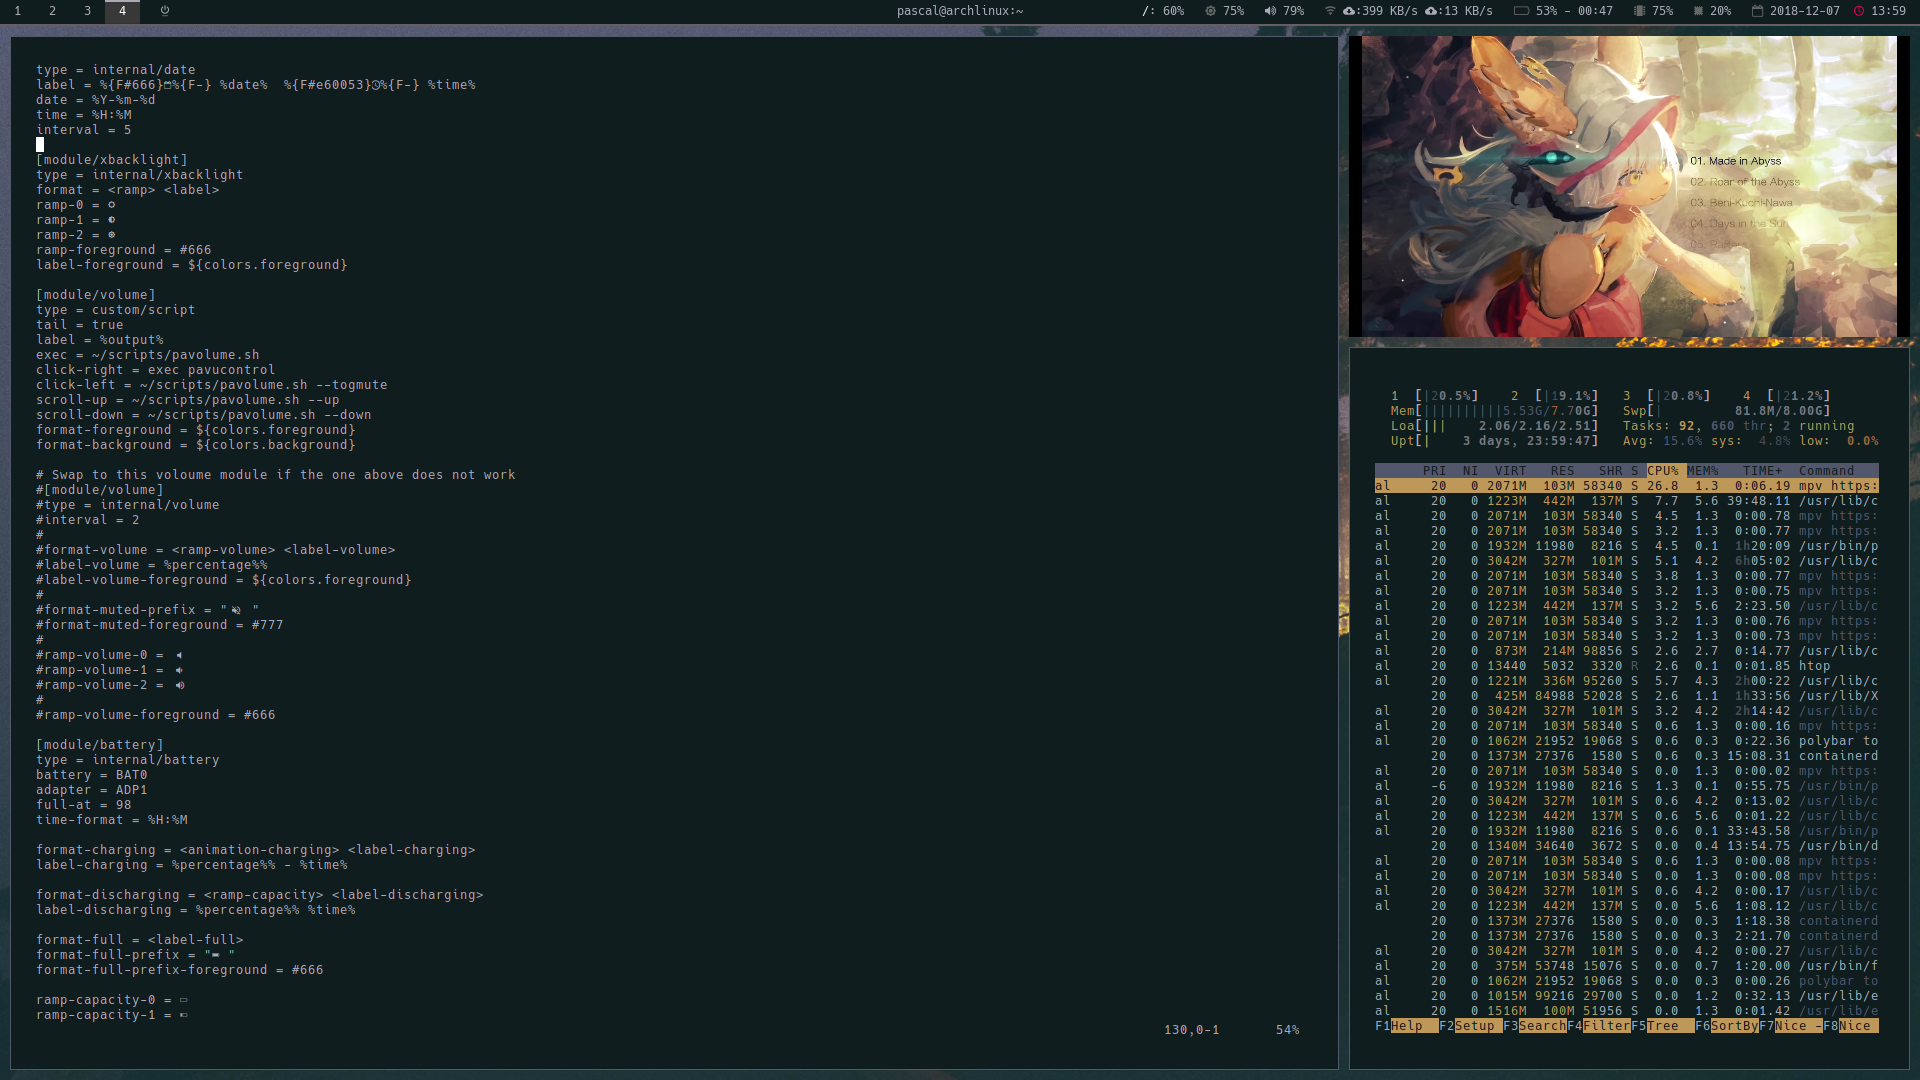 1 2 3 4 pascal@archlinux:~ /: 60% 75% 79% :399 KB/s :13 KB/s 53% - 00:47 75% 20% 2018-12-07 13:59
type = internal/date
label = %{F#666}%{F-} %date%  %{F#e60053}%{F-} %time%
date = %Y-%m-%d
time = %H:%M
interval = 5
[module/xbacklight]
type = internal/xbacklight
format = <ramp> <label>
ramp-0 =
ramp-1 =
ramp-2 =
ramp-foreground = #666
label-foreground = ${colors.foreground}
[module/volume]
type = custom/script
tail = true
label = %output%
exec = ~/scripts/pavolume.sh
click-right = exec pavucontrol
click-left = ~/scripts/pavolume.sh --togmute
scroll-up = ~/scripts/pavolume.sh --up
scroll-down = ~/scripts/pavolume.sh --down
format-foreground = ${colors.foreground}
format-background = ${colors.background}
# Swap to this voloume module if the one above does not work
#[module/volume]
#type = internal/volume
#interval = 2
#
#format-volume = <ramp-volume> <label-volume>
#label-volume = %percentage%%
#label-volume-foreground = ${colors.foreground}
#
#format-muted-prefix = " "
#format-muted-foreground = #777
#
#ramp-volume-0 =
#ramp-volume-1 =
#ramp-volume-2 =
#
#ramp-volume-foreground = #666
[module/battery]
type = internal/battery
battery = BAT0
adapter = ADP1
full-at = 98
time-format = %H:%M
format-charging = <animation-charging> <label-charging>
label-charging = %percentage%% - %time%
format-discharging = <ramp-capacity> <label-discharging>
label-discharging = %percentage%% %time%
format-full = <label-full>
format-full-prefix = " "
format-full-prefix-foreground = #666
ramp-capacity-0 =
ramp-capacity-1 =
130,0-1 54%
01. Made in Abyss
02. Roar of the Abyss
03. Beni-Kuchi-Nawa
04. Days in the Sun
1 [|20.5%] 2 [|19.1%] 3 [|20.8%] 4 [|21.2%]
Mem[||||||||||5.53G/7.70G] Swp[| 81.8M/8.00G]
Loa[||| 2.06/2.16/2.51] Tasks: 92, 660 thr; 2 running
Upt[| 3 days, 23:59:47] Avg: 15.6% sys: 4.8% low: 0.0%
PRI NI VIRT RES SHR S CPU% MEM% TIME+ Command
al 20 0 2071M 103M 58340 S 26.8 1.3 0:06.19 mpv https:
al 20 0 1223M 442M 137M S 7.7 5.6 39:48.11 /usr/lib/c
al 20 0 2071M 103M 58340 S 4.5 1.3 0:00.78 mpv https:
al 20 0 2071M 103M 58340 S 3.2 1.3 0:00.77 mpv https:
al 20 0 1932M 11980 8216 S 4.5 0.1 1h20:09 /usr/bin/p
al 20 0 3042M 327M 101M S 5.1 4.2 6h05:02 /usr/lib/c
al 20 0 2071M 103M 58340 S 3.8 1.3 0:00.77 mpv https:
al 20 0 2071M 103M 58340 S 3.2 1.3 0:00.75 mpv https:
al 20 0 1223M 442M 137M S 3.2 5.6 2:23.50 /usr/lib/c
al 20 0 2071M 103M 58340 S 3.2 1.3 0:00.76 mpv https:
al 20 0 2071M 103M 58340 S 3.2 1.3 0:00.73 mpv https:
al 20 0 873M 214M 98856 S 2.6 2.7 0:14.77 /usr/lib/c
al 20 0 13440 5032 3320 R 2.6 0.1 0:01.85 htop
al 20 0 1221M 336M 95260 S 5.7 4.3 2h00:22 /usr/lib/c
20 0 425M 84988 52028 S 2.6 1.1 1h33:56 /usr/lib/X
al 20 0 3042M 327M 101M S 3.2 4.2 2h14:42 /usr/lib/c
al 20 0 2071M 103M 58340 S 0.6 1.3 0:00.16 mpv https:
al 20 0 1062M 21952 19068 S 0.6 0.3 0:22.36 polybar to
20 0 1373M 27376 1580 S 0.6 0.3 15:08.31 containerd
al 20 0 2071M 103M 58340 S 0.0 1.3 0:00.02 mpv https:
al -6 0 1932M 11980 8216 S 1.3 0.1 0:55.75 /usr/bin/p
al 20 0 3042M 327M 101M S 0.6 4.2 0:13.02 /usr/lib/c
al 20 0 1223M 442M 137M S 0.6 5.6 0:01.22 /usr/lib/c
al 20 0 1932M 11980 8216 S 0.6 0.1 33:43.58 /usr/bin/p
20 0 1340M 34640 3672 S 0.0 0.4 13:54.75 /usr/bin/d
al 20 0 2071M 103M 58340 S 0.6 1.3 0:00.08 mpv https:
al 20 0 2071M 103M 58340 S 0.0 1.3 0:00.08 mpv https:
al 20 0 3042M 327M 101M S 0.6 4.2 0:00.17 /usr/lib/c
al 20 0 1223M 442M 137M S 0.0 5.6 1:08.12 /usr/lib/c
20 0 1373M 27376 1580 S 0.0 0.3 1:18.38 containerd
20 0 1373M 27376 1580 S 0.0 0.3 2:21.70 containerd
al 20 0 3042M 327M 101M S 0.0 4.2 0:00.27 /usr/lib/c
al 20 0 375M 53748 15076 S 0.0 0.7 1:20.00 /usr/bin/f
al 20 0 1062M 21952 19068 S 0.0 0.3 0:00.26 polybar to
al 20 0 1015M 99216 29700 S 0.0 1.2 0:32.13 /usr/lib/e
al 20 0 1516M 100M 51956 S 0.0 1.3 0:01.42 /usr/lib/e
F1Help F2Setup F3SearchF4FilterF5Tree F6SortByF7Nice -F8Nice